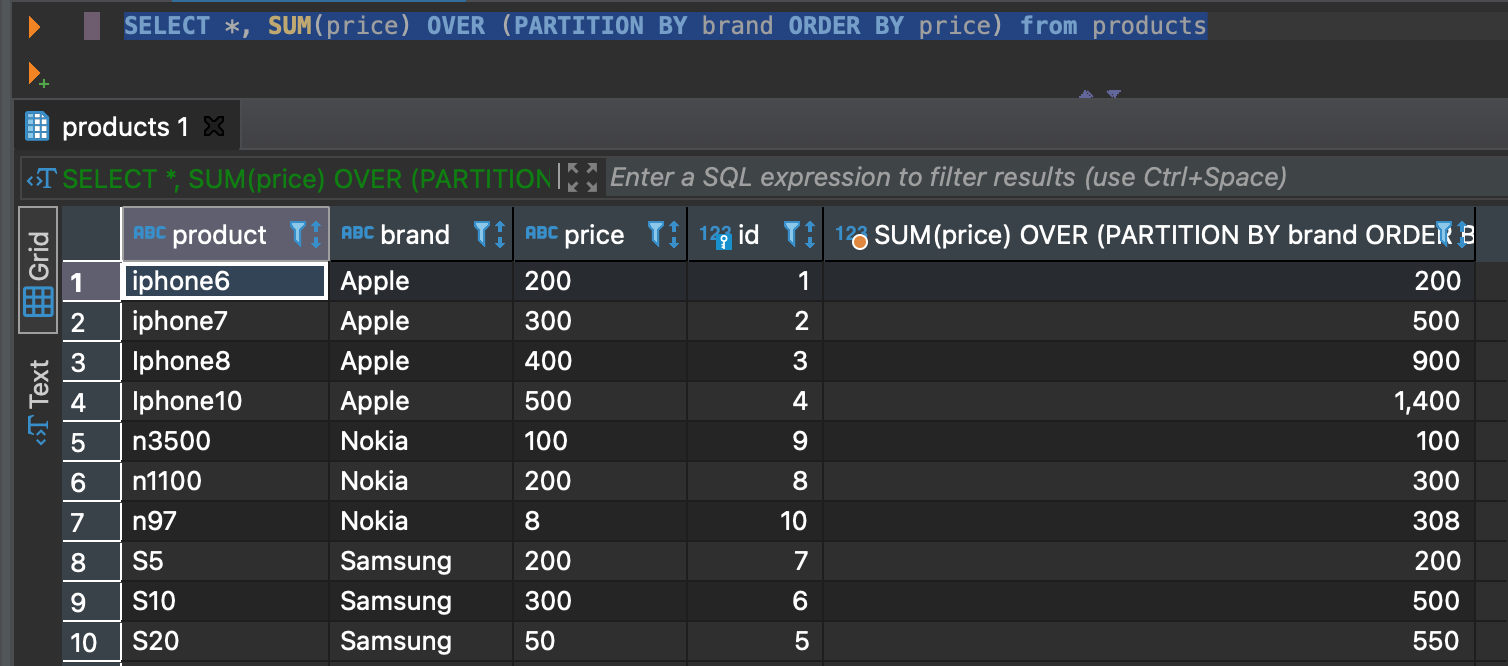 SELECT *, SUM(price) OVER (PARTITION BY brand ORDER BY price) from products
products 1
SELECT *, SUM(price) OVER (PARTITION Enter a SQL expression to filter results (use Ctrl+Space)
Grid
Text
ABC product ABC brand ABC price 123 id 123 SUM(price) OVER (PARTITION BY brand ORDER B
1 iphone6 Apple 200 1 200
2 iphone7 Apple 300 2 500
3 Iphone8 Apple 400 3 900
4 Iphone10 Apple 500 4 1,400
5 n3500 Nokia 100 9 100
6 n1100 Nokia 200 8 300
7 n97 Nokia 8 10 308
8 S5 Samsung 200 7 200
9 S10 Samsung 300 6 500
10 S20 Samsung 50 5 550